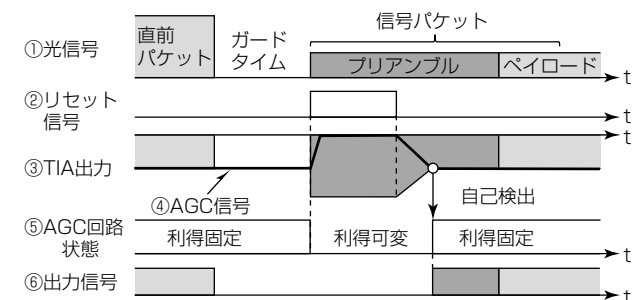 信号パケット
①光信号
直前
パケット
ガード
タイム
プリアンブル
ペイロード
t
②リセット
信号
t
t
③TIA出力
④AGC信号
自己検出
⑤AGC回路
状態
利得固定
利得可変
利得固定
t
⑥出力信号
t